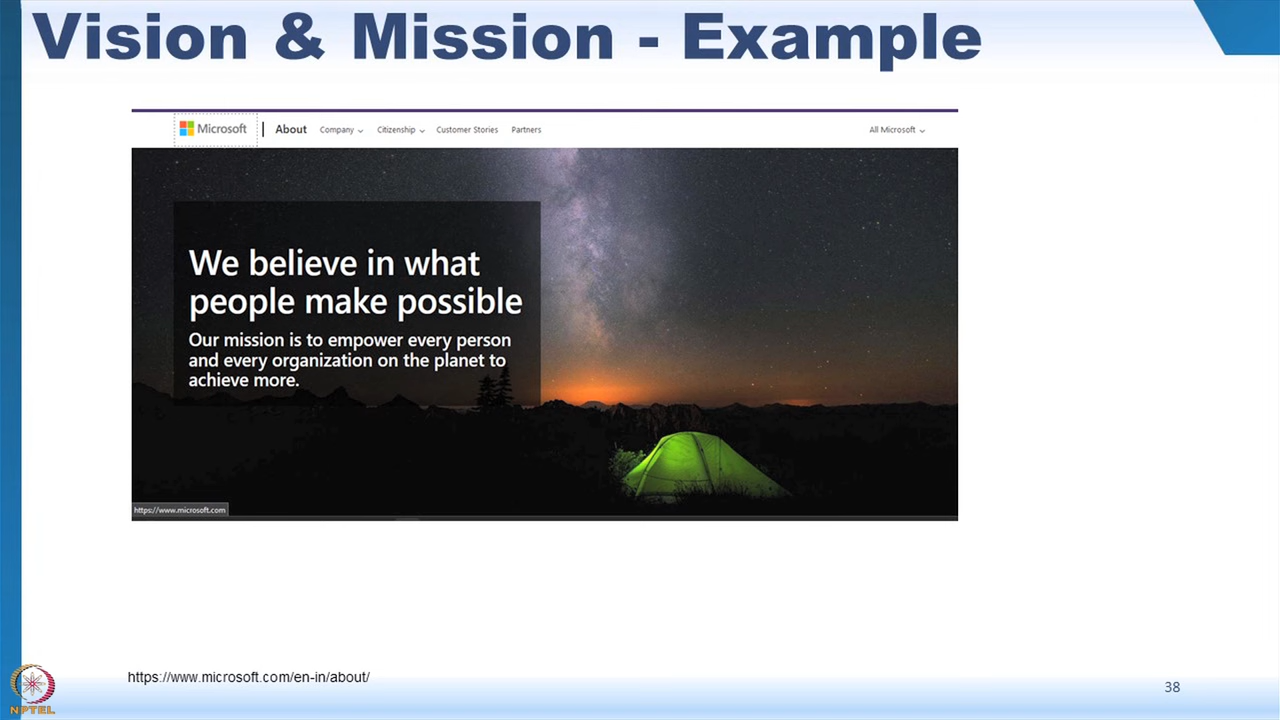 Vision & Mission - Example
Microsoft | About Company Citizenship Customer Stories Partners All Microsoft
We believe in what
people make possible
Our mission is to empower every person
and every organization on the planet to
achieve more.
https://www.microsoft.com
https://www.microsoft.com/en-in/about/
38
NPTEL